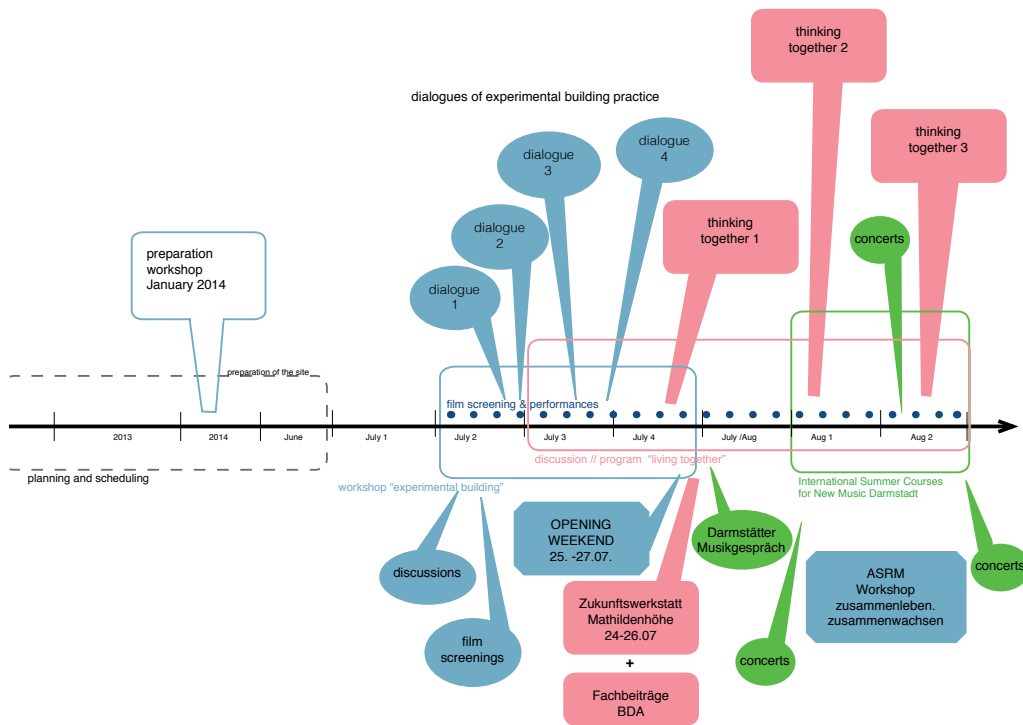 thinking
together 2
dialogues of experimental building practice
thinking
together 3
dialogue
4
dialogue
3
dialogue
2
dialogue
1
thinking
together 1
concerts
preparation
workshop
January 2014
preparation of the site
film screening & performances
2013
2014
June
July 1
July 2
July 3
July 4
July /Aug
Aug 1
Aug 2
discussion // program “living together”
planning and scheduling
workshop “experimental building”
International Summer Courses
for New Music Darmstadt
OPENING
WEEKEND
25. -27.07.
Darmstätter
Musikgespräch
discussions
concerts
ASRM
Workshop
zusammenleben.
zusammenwachsen
Zukunftswerkstatt
Mathildenhöhe
24-26.07
film
screenings
concerts
+
Fachbeiträge
BDA